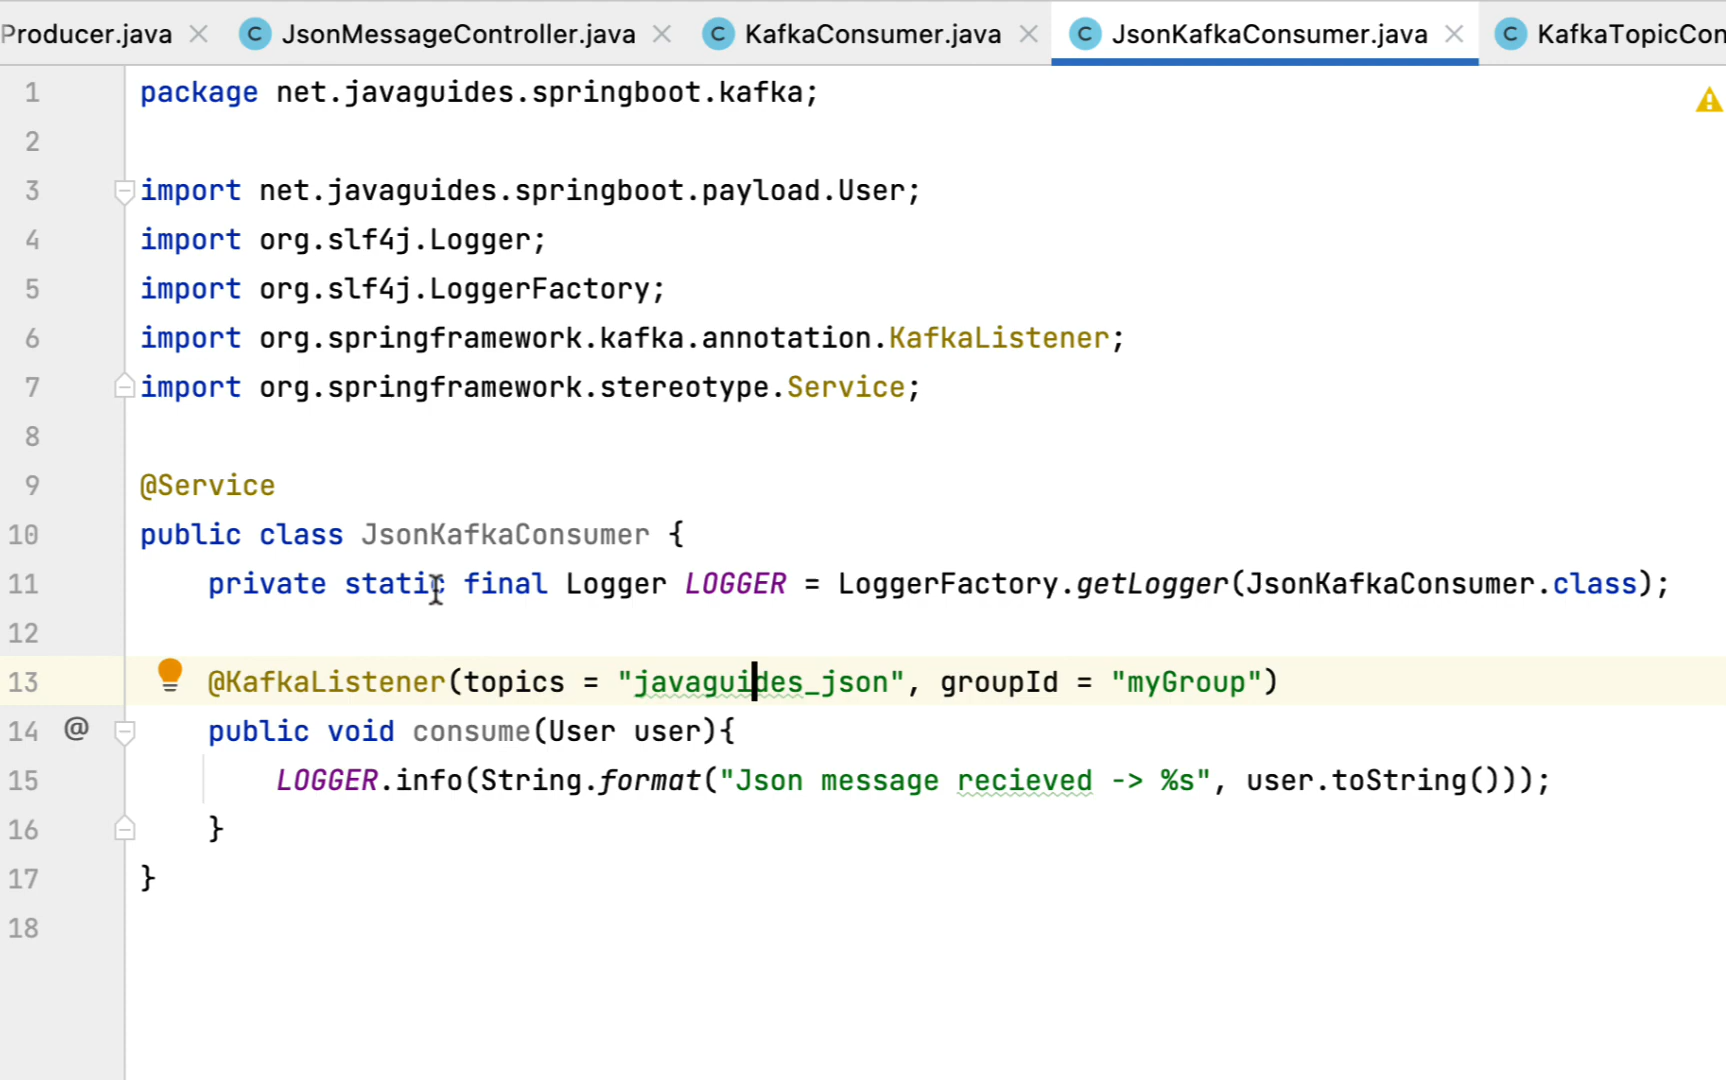 Producer.java JsonMessageController.java KafkaConsumer.java JsonKafkaConsumer.java KafkaTopicCon
1 package net.javaguides.springboot.kafka;
2
3 import net.javaguides.springboot.payload.User;
4 import org.slf4j.Logger;
5 import org.slf4j.LoggerFactory;
6 import org.springframework.kafka.annotation.KafkaListener;
7 import org.springframework.stereotype.Service;
8
9 @Service
10 public class JsonKafkaConsumer {
11 private static final Logger LOGGER = LoggerFactory.getLogger(JsonKafkaConsumer.class);
12
13 @KafkaListener(topics = "javaguides_json", groupId = "myGroup")
14 @ public void consume(User user){
15 LOGGER.info(String.format("Json message recieved -> %s", user.toString()));
16 }
17 }
18